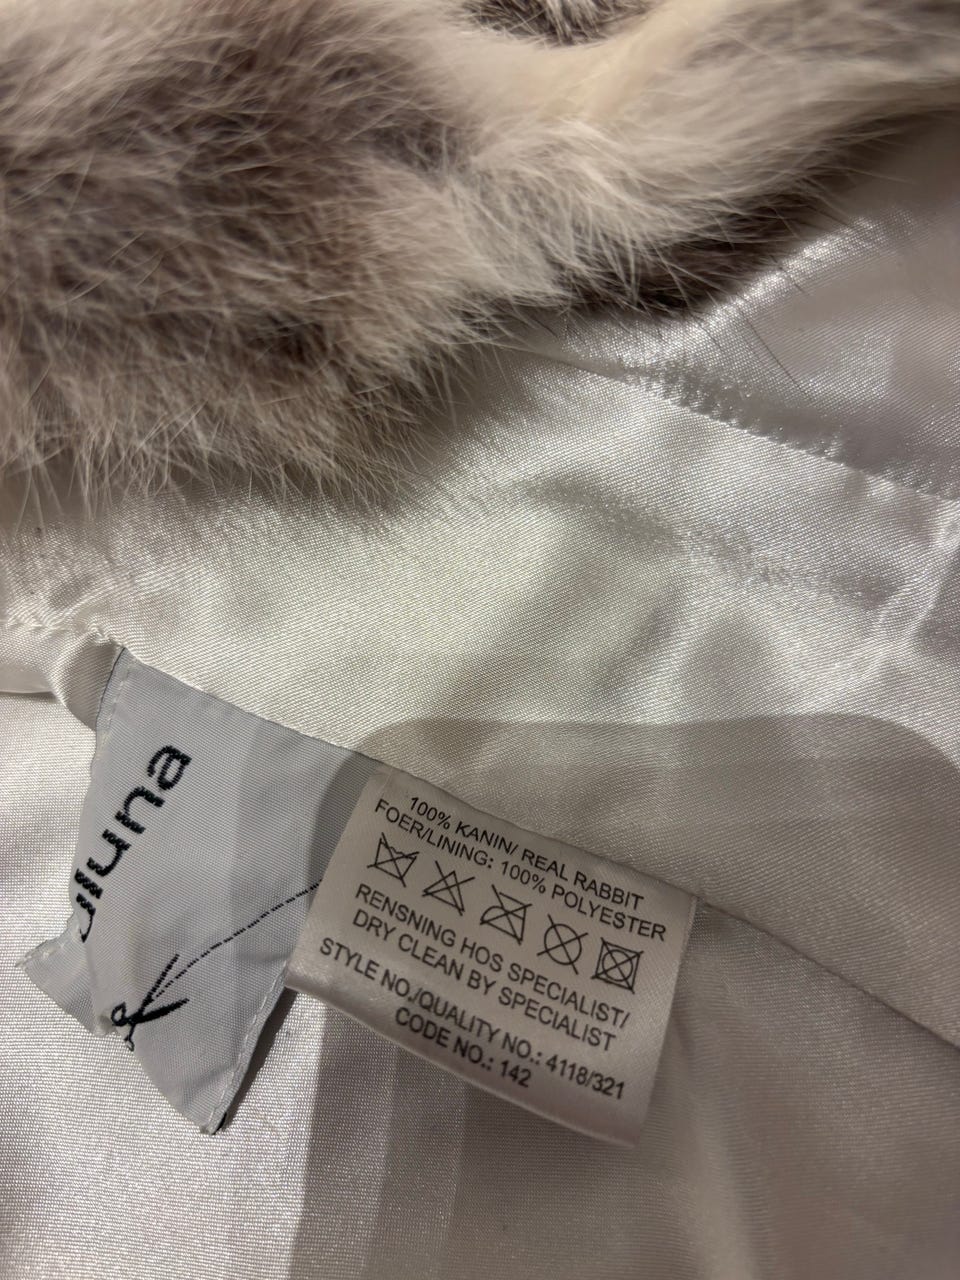 100% KANIN/ REAL RABBIT
FOER/LINING: 100% POLYESTER
RENSNING HOS SPECIALIST/
DRY CLEAN BY SPECIALIST
STYLE NO./QUALITY NO.: 4118/321
CODE NO.: 142